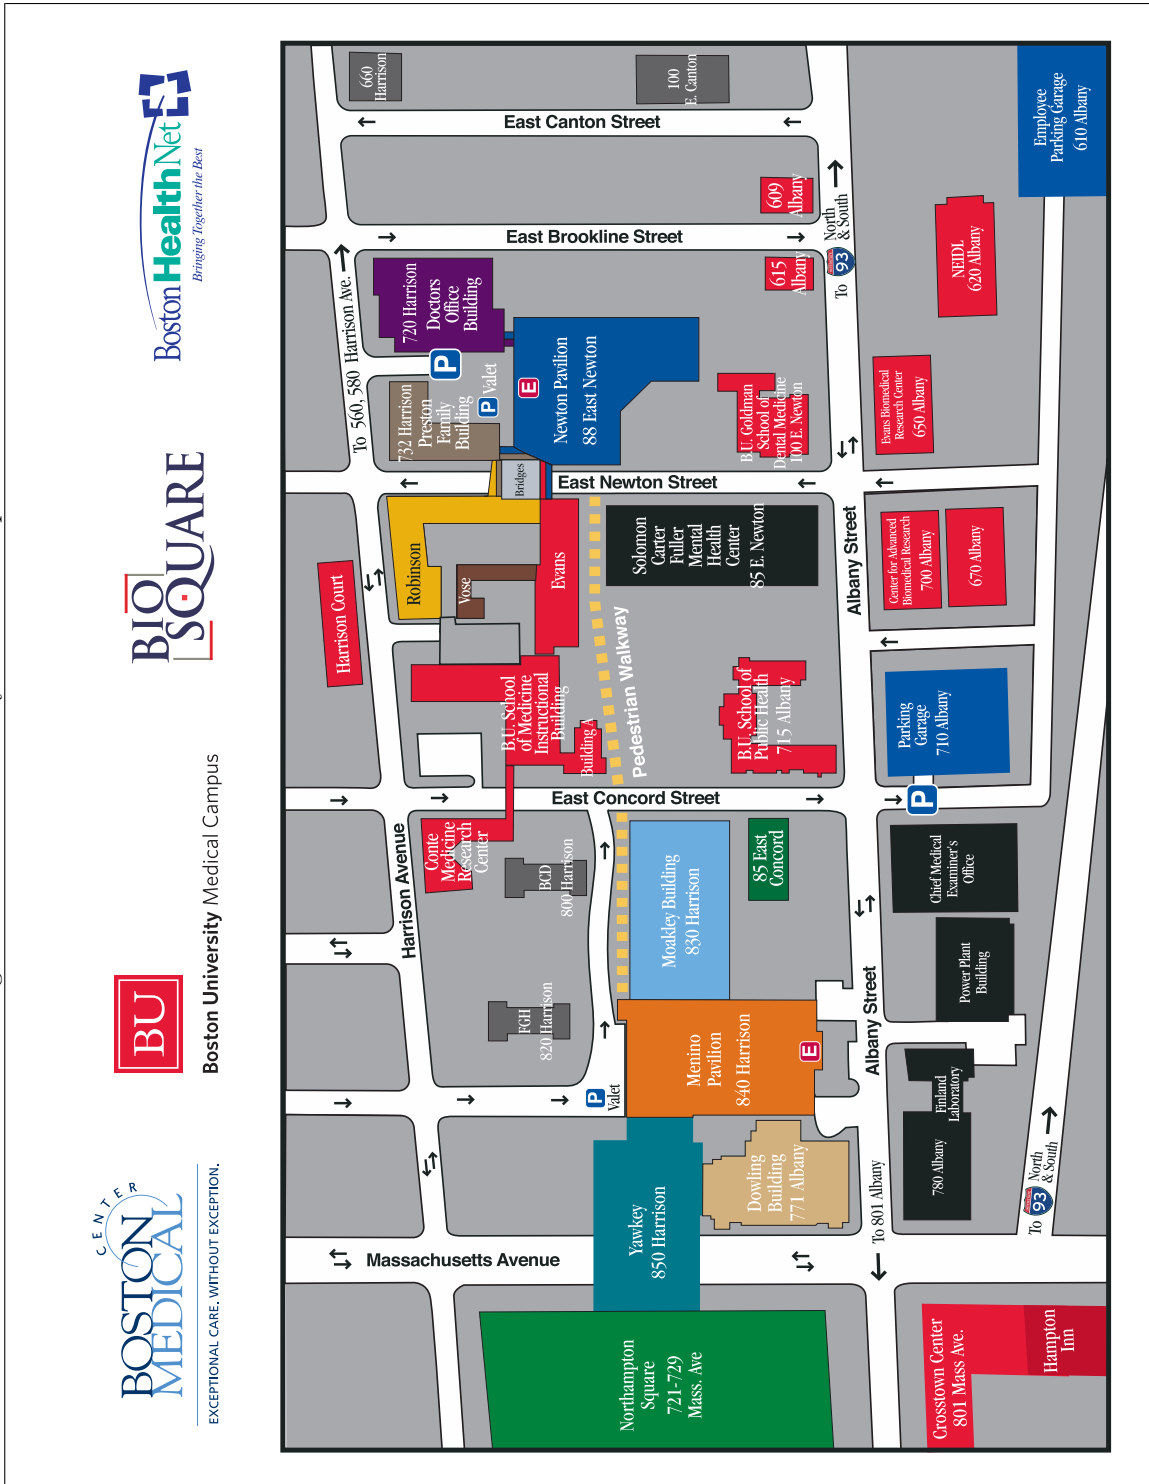 BOSTON
MEDICAL
CENTER
EXCEPTIONAL CARE. WITHOUT EXCEPTION.
BU
Boston University Medical Campus
BIO
SQUARE
Boston HealthNet
Bringing Together the Best
660
Harrison
100
E. Canton
Employee
Parking Garage
610 Albany
East Canton Street
609
Albany
East Brookline Street
To 93 North
& South
615
Albany
NEIDL
620 Albany
To 560, 580 Harrison Ave.
720 Harrison
Doctors
Office
Building
P
732 Harrison
Preston
Family
Building
P Valet
E
Newton Pavilion
88 East Newton
B.U. Goldman
School of
Dental Medicine
100 E. Newton
Evans Biomedical
Research Center
650 Albany
Bridges
East Newton Street
Albany Street
Harrison Court
Robinson
Vose
Evans
Solomon
Carter
Fuller
Mental
Health
Center
85 E. Newton
Center for Advanced
Biomedical Research
700 Albany
670 Albany
Pedestrian Walkway
B.U. School
of Medicine
Instructional
Building
Building A
B.U. School of
Public Health
715 Albany
Parking
Garage
710 Albany
P
East Concord Street
Harrison Avenue
Conte
Medicine
Research
Center
BCD
800 Harrison
Moakley Building
830 Harrison
85 East
Concord
Chief Medical
Examiner's
Office
Power Plant
Building
FGH
820 Harrison
Menino
Pavilion
840 Harrison
E
Albany Street
P
Valet
Finland
Laboratory
780 Albany
Yawkey
850 Harrison
Dowling
Building
771 Albany
To 801 Albany
To 93 North
& South
Massachusetts Avenue
Northampton
Square
721-729
Mass. Ave
Crosstown Center
801 Mass Ave.
Hampton
Inn